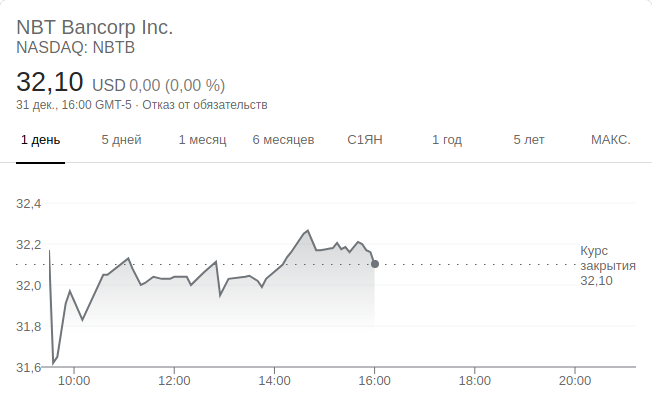 NBT Bancorp Inc.
NASDAQ: NBTB
32,10 USD 0,00 (0,00 %)
31 дек., 16:00 GMT-5 · Отказ от обязательств
1 день 5 дней 1 месяц 6 месяцев С1ЯН 1 год 5 лет МАКС.
32,4
32,2
Курс
закрытия
32,10
32,0
31,8
31,6
10:00 12:00 14:00 16:00 18:00 20:00